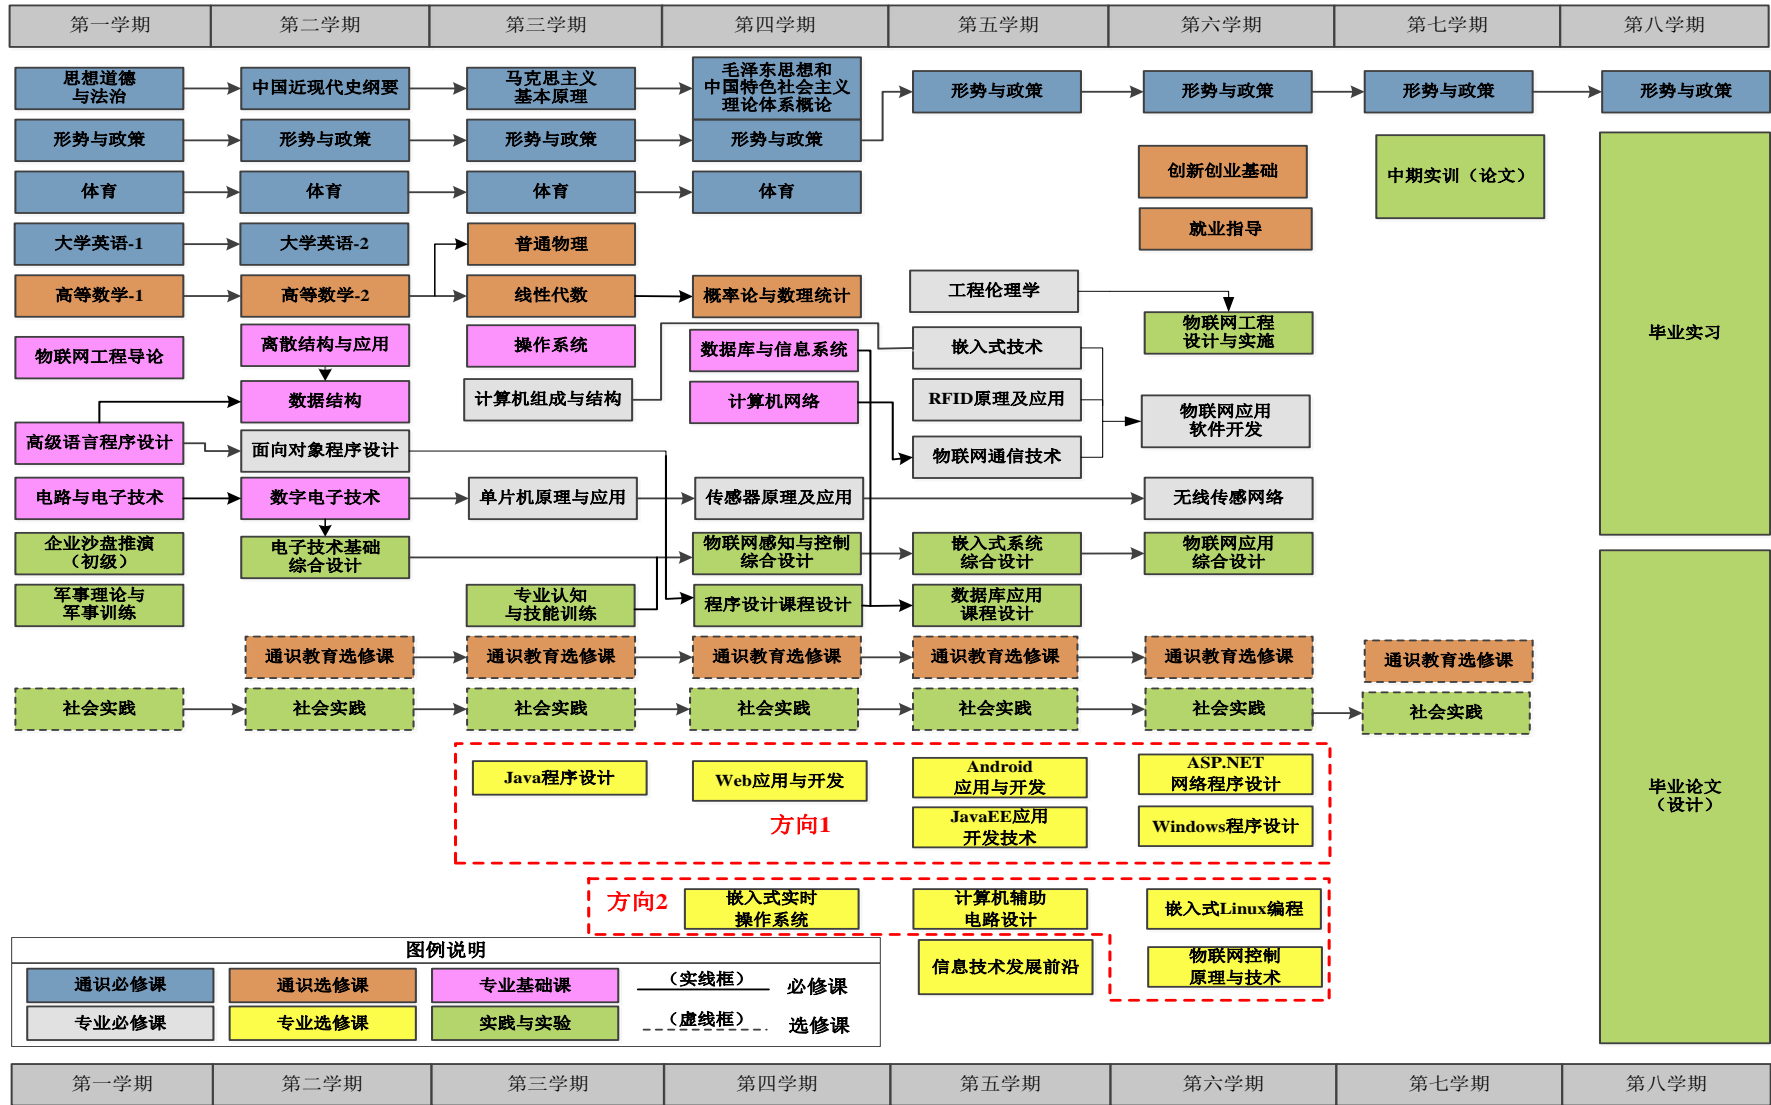 第一学期 第二学期 第三学期 第四学期 第五学期 第六学期 第七学期 第八学期
思想道德
与法治
中国近现代史纲要
马克思主义
基本原理
毛泽东思想和
中国特色社会主义
理论体系概论
形势与政策
形势与政策
形势与政策
形势与政策
形势与政策
形势与政策
形势与政策
形势与政策
体育
体育
体育
体育
创新创业基础
中期实训（论文）
大学英语-1
大学英语-2
普通物理
就业指导
高等数学-1
高等数学-2
线性代数
概率论与数理统计
工程伦理学
物联网工程
设计与实施
毕业实习
物联网工程导论
离散结构与应用
操作系统
数据库与信息系统
嵌入式技术
数据结构
计算机组成与结构
计算机网络
RFID原理及应用
物联网应用
软件开发
高级语言程序设计
面向对象程序设计
物联网通信技术
电路与电子技术
数字电子技术
单片机原理与应用
传感器原理及应用
无线传感网络
企业沙盘推演
（初级）
电子技术基础
综合设计
物联网感知与控制
综合设计
嵌入式系统
综合设计
物联网应用
综合设计
军事理论与
军事训练
专业认知
与技能训练
程序设计课程设计
数据库应用
课程设计
通识教育选修课
通识教育选修课
通识教育选修课
通识教育选修课
通识教育选修课
通识教育选修课
社会实践
社会实践
社会实践
社会实践
社会实践
社会实践
社会实践
Java程序设计
Web应用与开发
Android
应用与开发
ASP.NET
网络程序设计
毕业论文
（设计）
方向1
JavaEE应用
开发技术
Windows程序设计
方向2
嵌入式实时
操作系统
计算机辅助
电路设计
嵌入式Linux编程
信息技术发展前沿
物联网控制
原理与技术
图例说明
通识必修课
通识选修课
专业基础课
（实线框）
必修课
专业必修课
专业选修课
实践与实验
（虚线框）
选修课
第一学期 第二学期 第三学期 第四学期 第五学期 第六学期 第七学期 第八学期